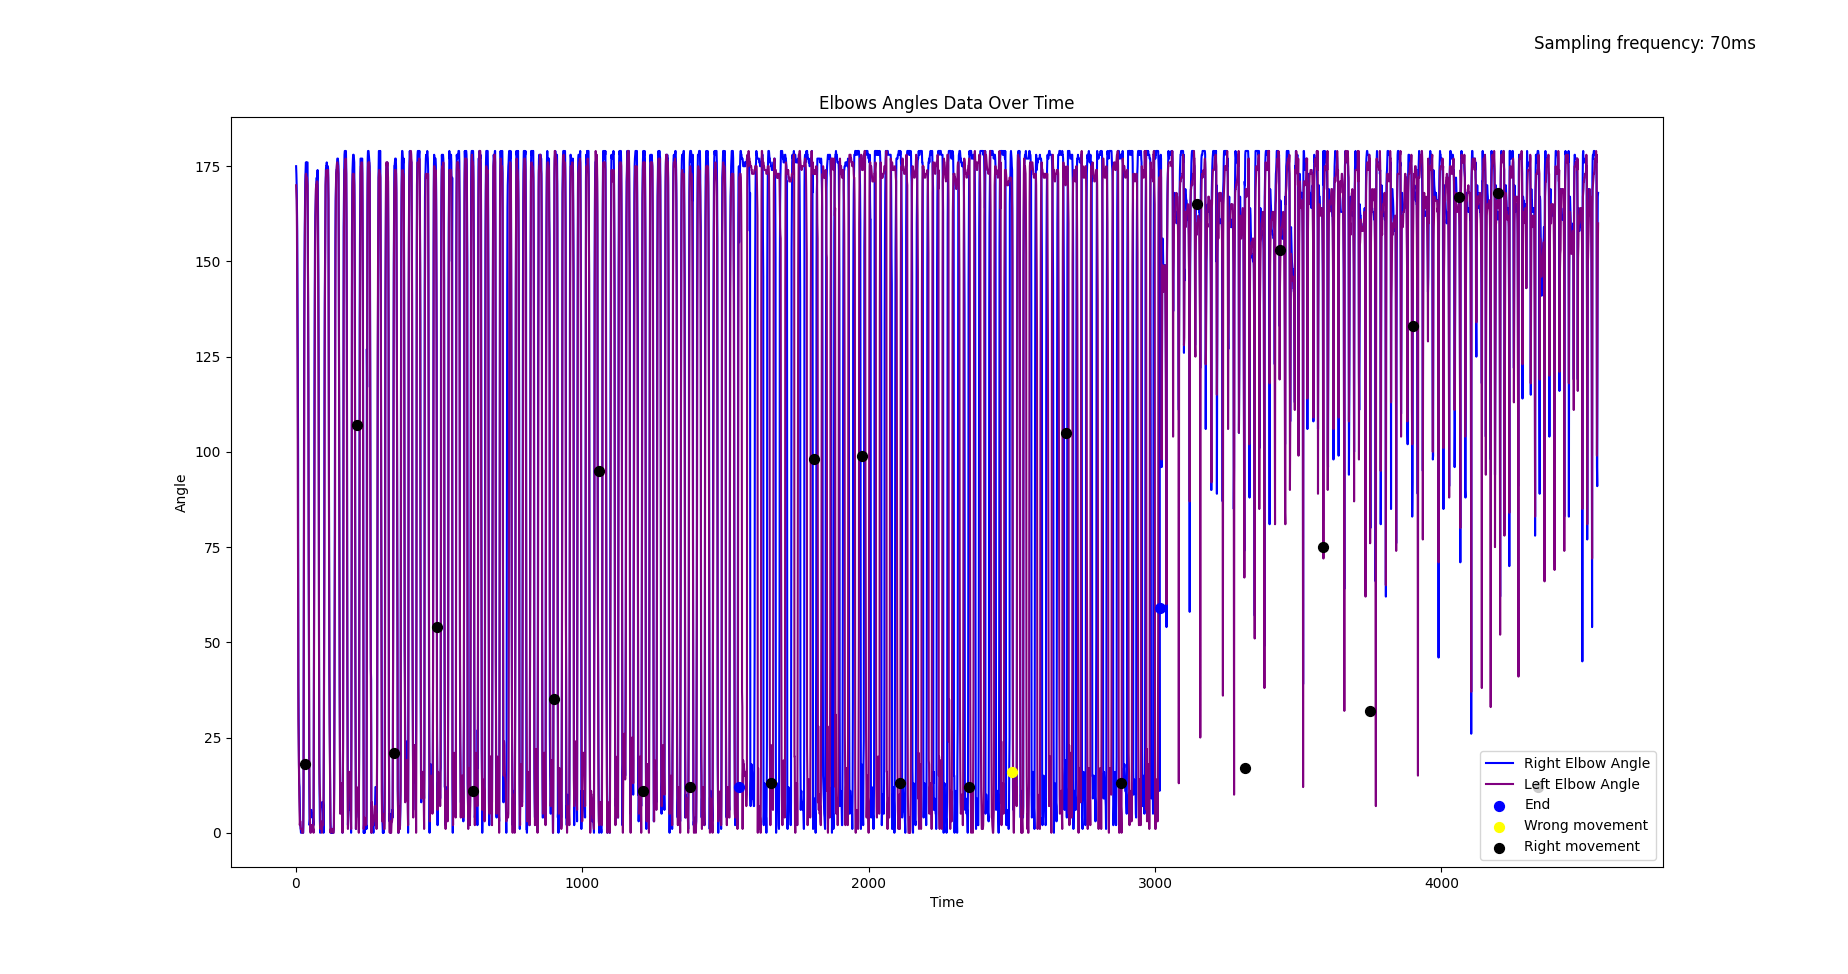 Sampling frequency: 70ms
Elbows Angles Data Over Time
175
150
125
100
75
50
25
0
Angle
0 1000 2000 3000 4000
Time
Right Elbow Angle
Left Elbow Angle
End
Wrong movement
Right movement